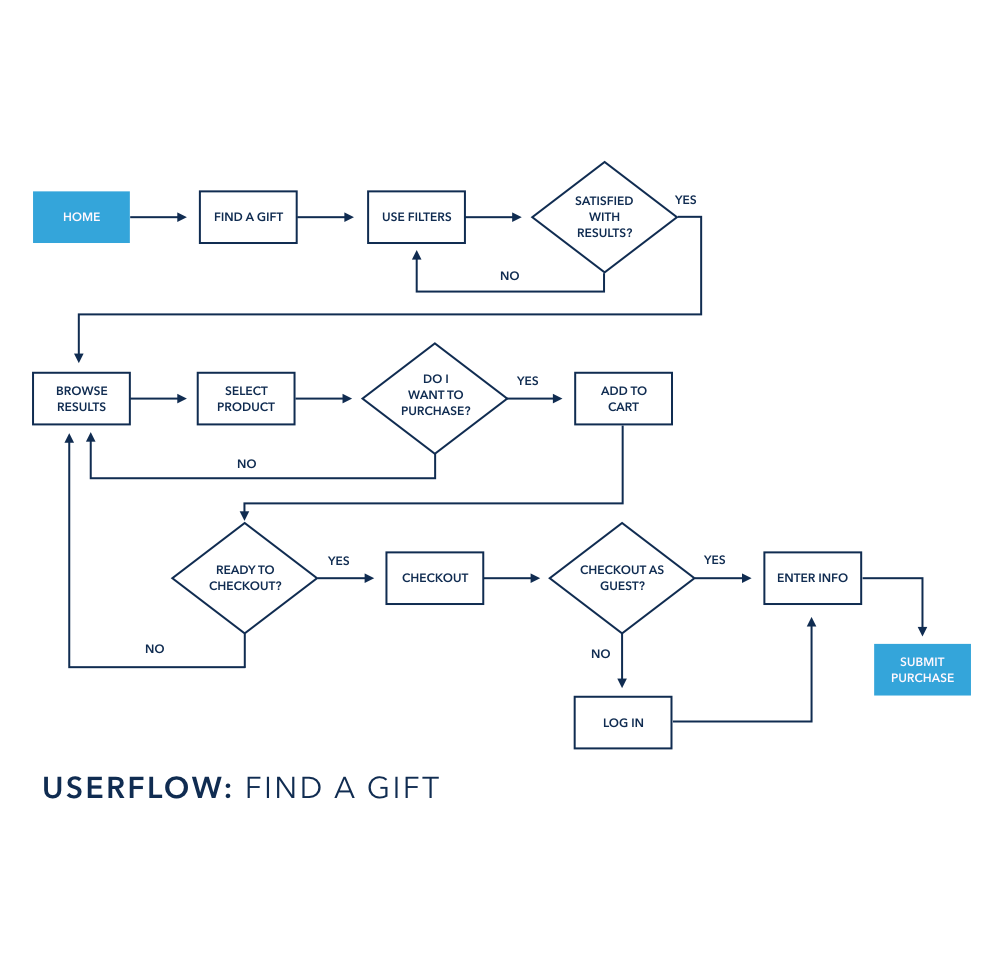 HOME
FIND A GIFT
USE FILTERS
SATISFIED
WITH
RESULTS?
YES
NO
BROWSE
RESULTS
SELECT
PRODUCT
DO I
WANT TO
PURCHASE?
YES
ADD TO
CART
NO
READY TO
CHECKOUT?
YES
CHECKOUT
CHECKOUT AS
GUEST?
YES
ENTER INFO
NO
NO
SUBMIT
PURCHASE
LOG IN
USERFLOW: FIND A GIFT